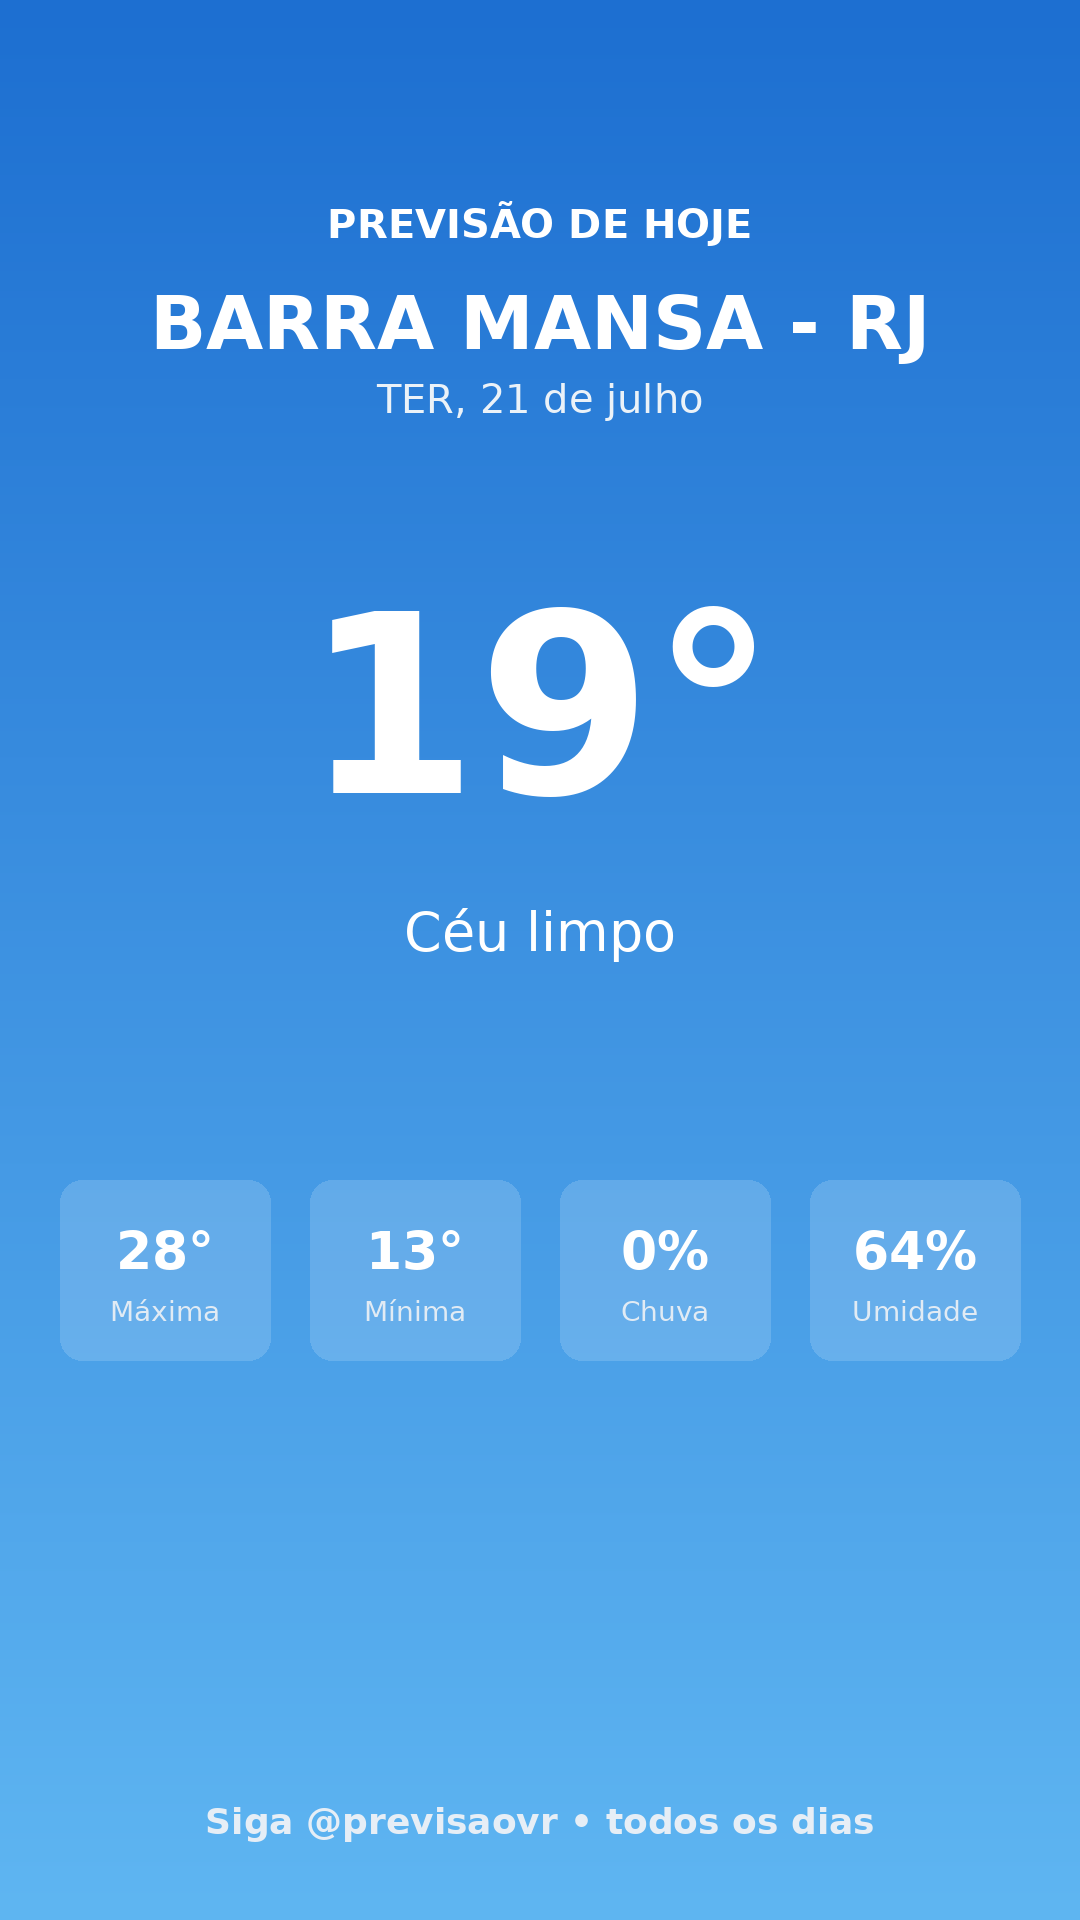 PREVISÃO DE HOJE
BARRA MANSA - RJ
TER, 21 de julho
19°
Céu limpo
28° 13° 0% 64%
Máxima Mínima Chuva Umidade
Siga @previsaovr • todos os dias